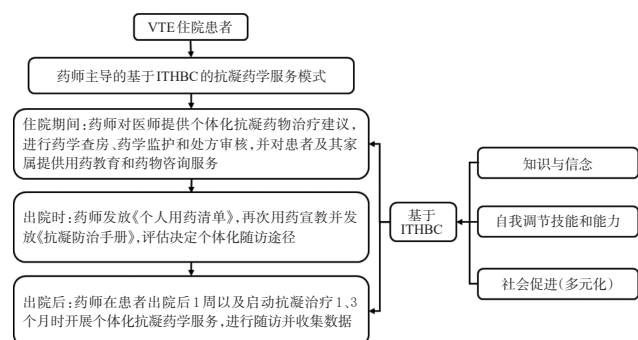 VTE住院患者
药师主导的基于ITHBC的抗凝药学服务模式
住院期间:药师对医师提供个体化抗凝药物治疗建议,
进行药学查房、药学监护和处方审核,并对患者及其家
属提供用药教育和药物咨询服务
出院时:药师发放《个人用药清单》,再次用药宣教并发
放《抗凝防治手册》,评估决定个体化随访途径
出院后:药师在患者出院后1周以及启动抗凝治疗1、3
个月时开展个体化抗凝药学服务,进行随访并收集数据
基于
ITHBC
知识与信念
自我调节技能和能力
社会促进(多元化)